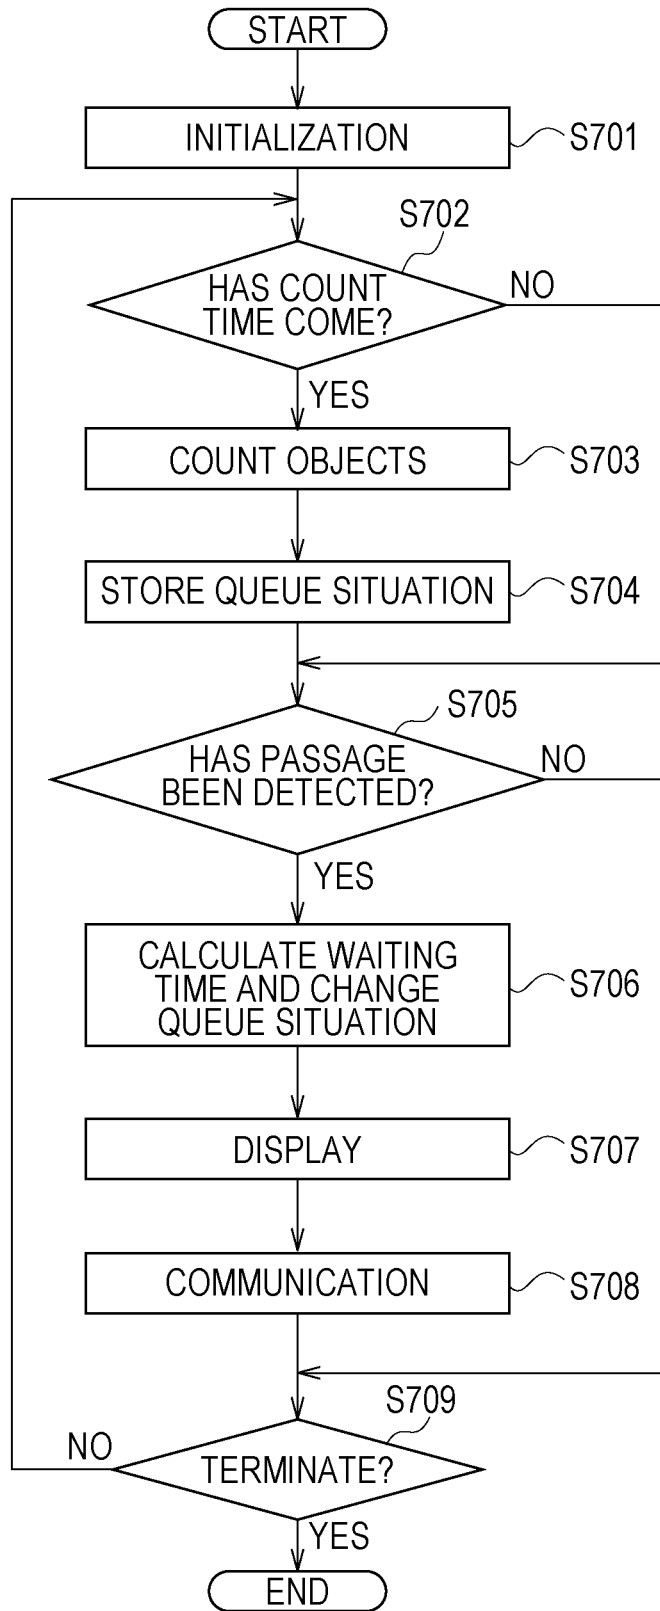 START
INITIALIZATION
S701
S702
HAS COUNT
TIME COME?
NO
YES
COUNT OBJECTS
S703
STORE QUEUE SITUATION
S704
S705
HAS PASSAGE
BEEN DETECTED?
NO
YES
CALCULATE WAITING
TIME AND CHANGE
QUEUE SITUATION
S706
DISPLAY
S707
COMMUNICATION
S708
S709
NO
TERMINATE?
YES
END